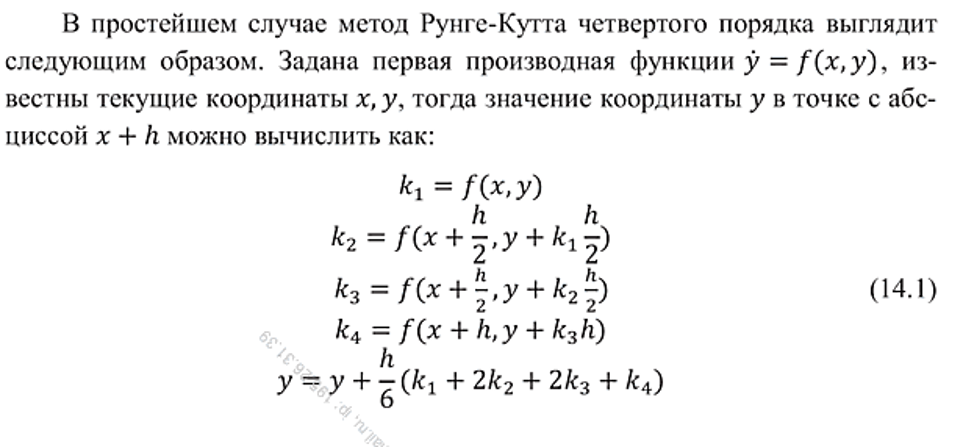 В простейшем случае метод Рунге-Кутта четвертого порядка выглядит
следующим образом. Задана первая производная функции ẏ = f(x, y), из-
вестны текущие координаты x, y, тогда значение координаты y в точке с абс-
циссой x + h можно вычислить как:
k₁ = f(x, y)
k₂ = f(x + h/2, y + k₁ h/2)
k₃ = f(x + h/2, y + k₂ h/2) (14.1)
k₄ = f(x + h, y + k₃h)
y = y + h/6 (k₁ + 2k₂ + 2k₃ + k₄)